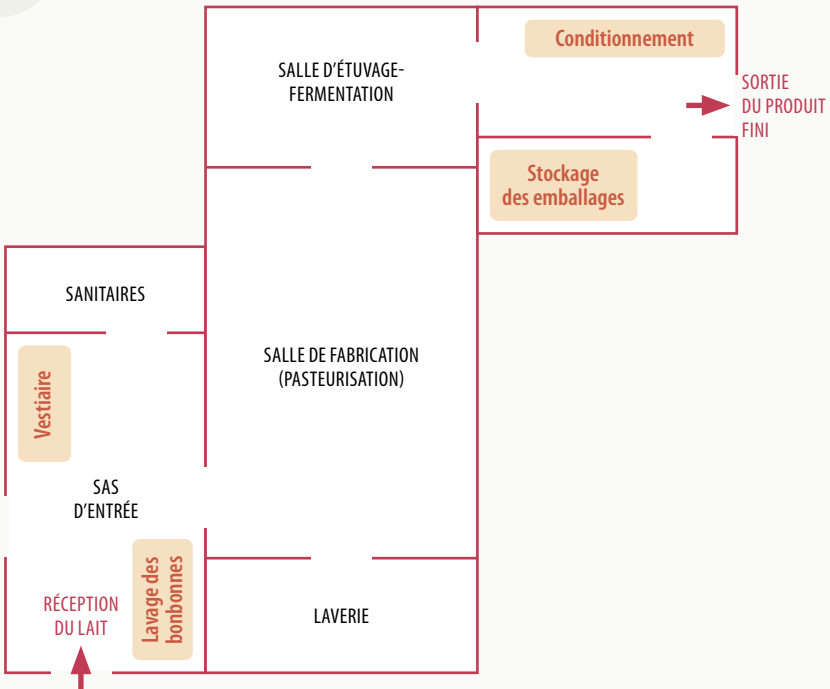 Conditionnement
SALLE D'ÉTUVAGE-
FERMENTATION
SORTIE
DU PRODUIT
FINI
Stockage
des emballages
SANITAIRES
SALLE DE FABRICATION
(PASTEURISATION)
Vestiaire
SAS
D'ENTRÉE
Lavage des
bonbonnes
RÉCEPTION
DU LAIT
LAVERIE